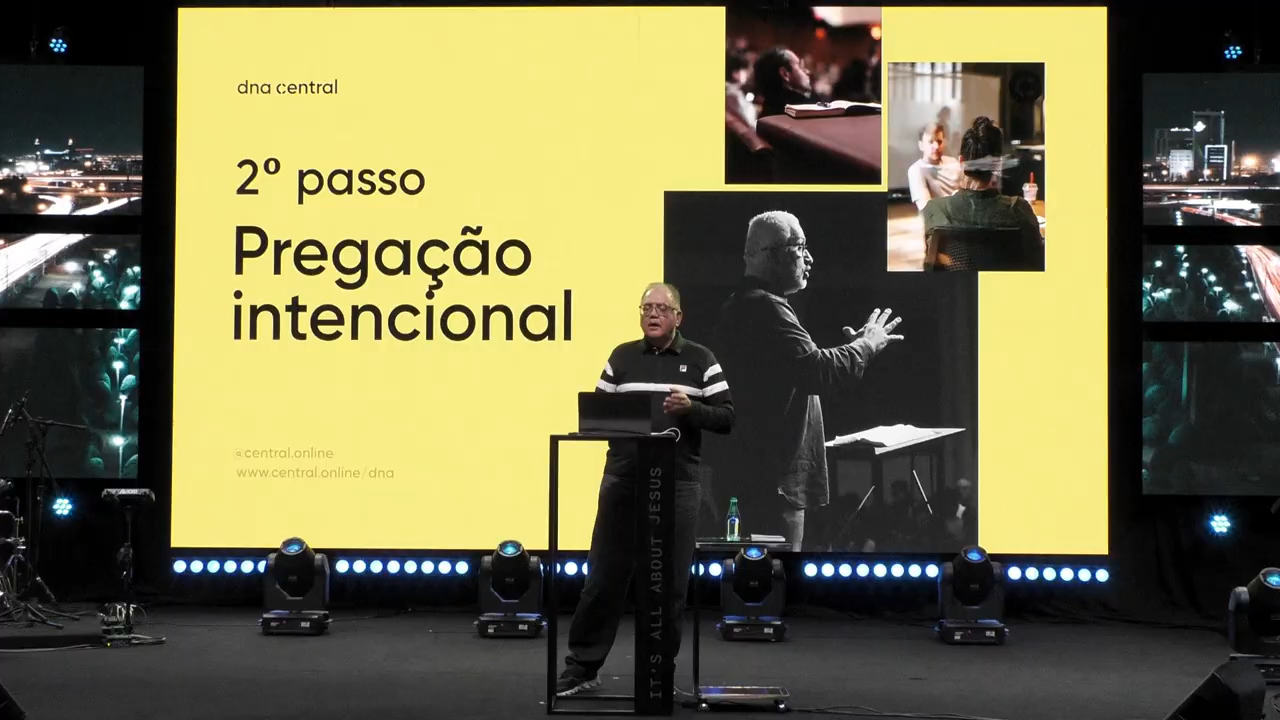 dna central
2º passo
Pregação
intencional
@central.online
www.central.online/dna
IT'S ALL ABOUT JESUS